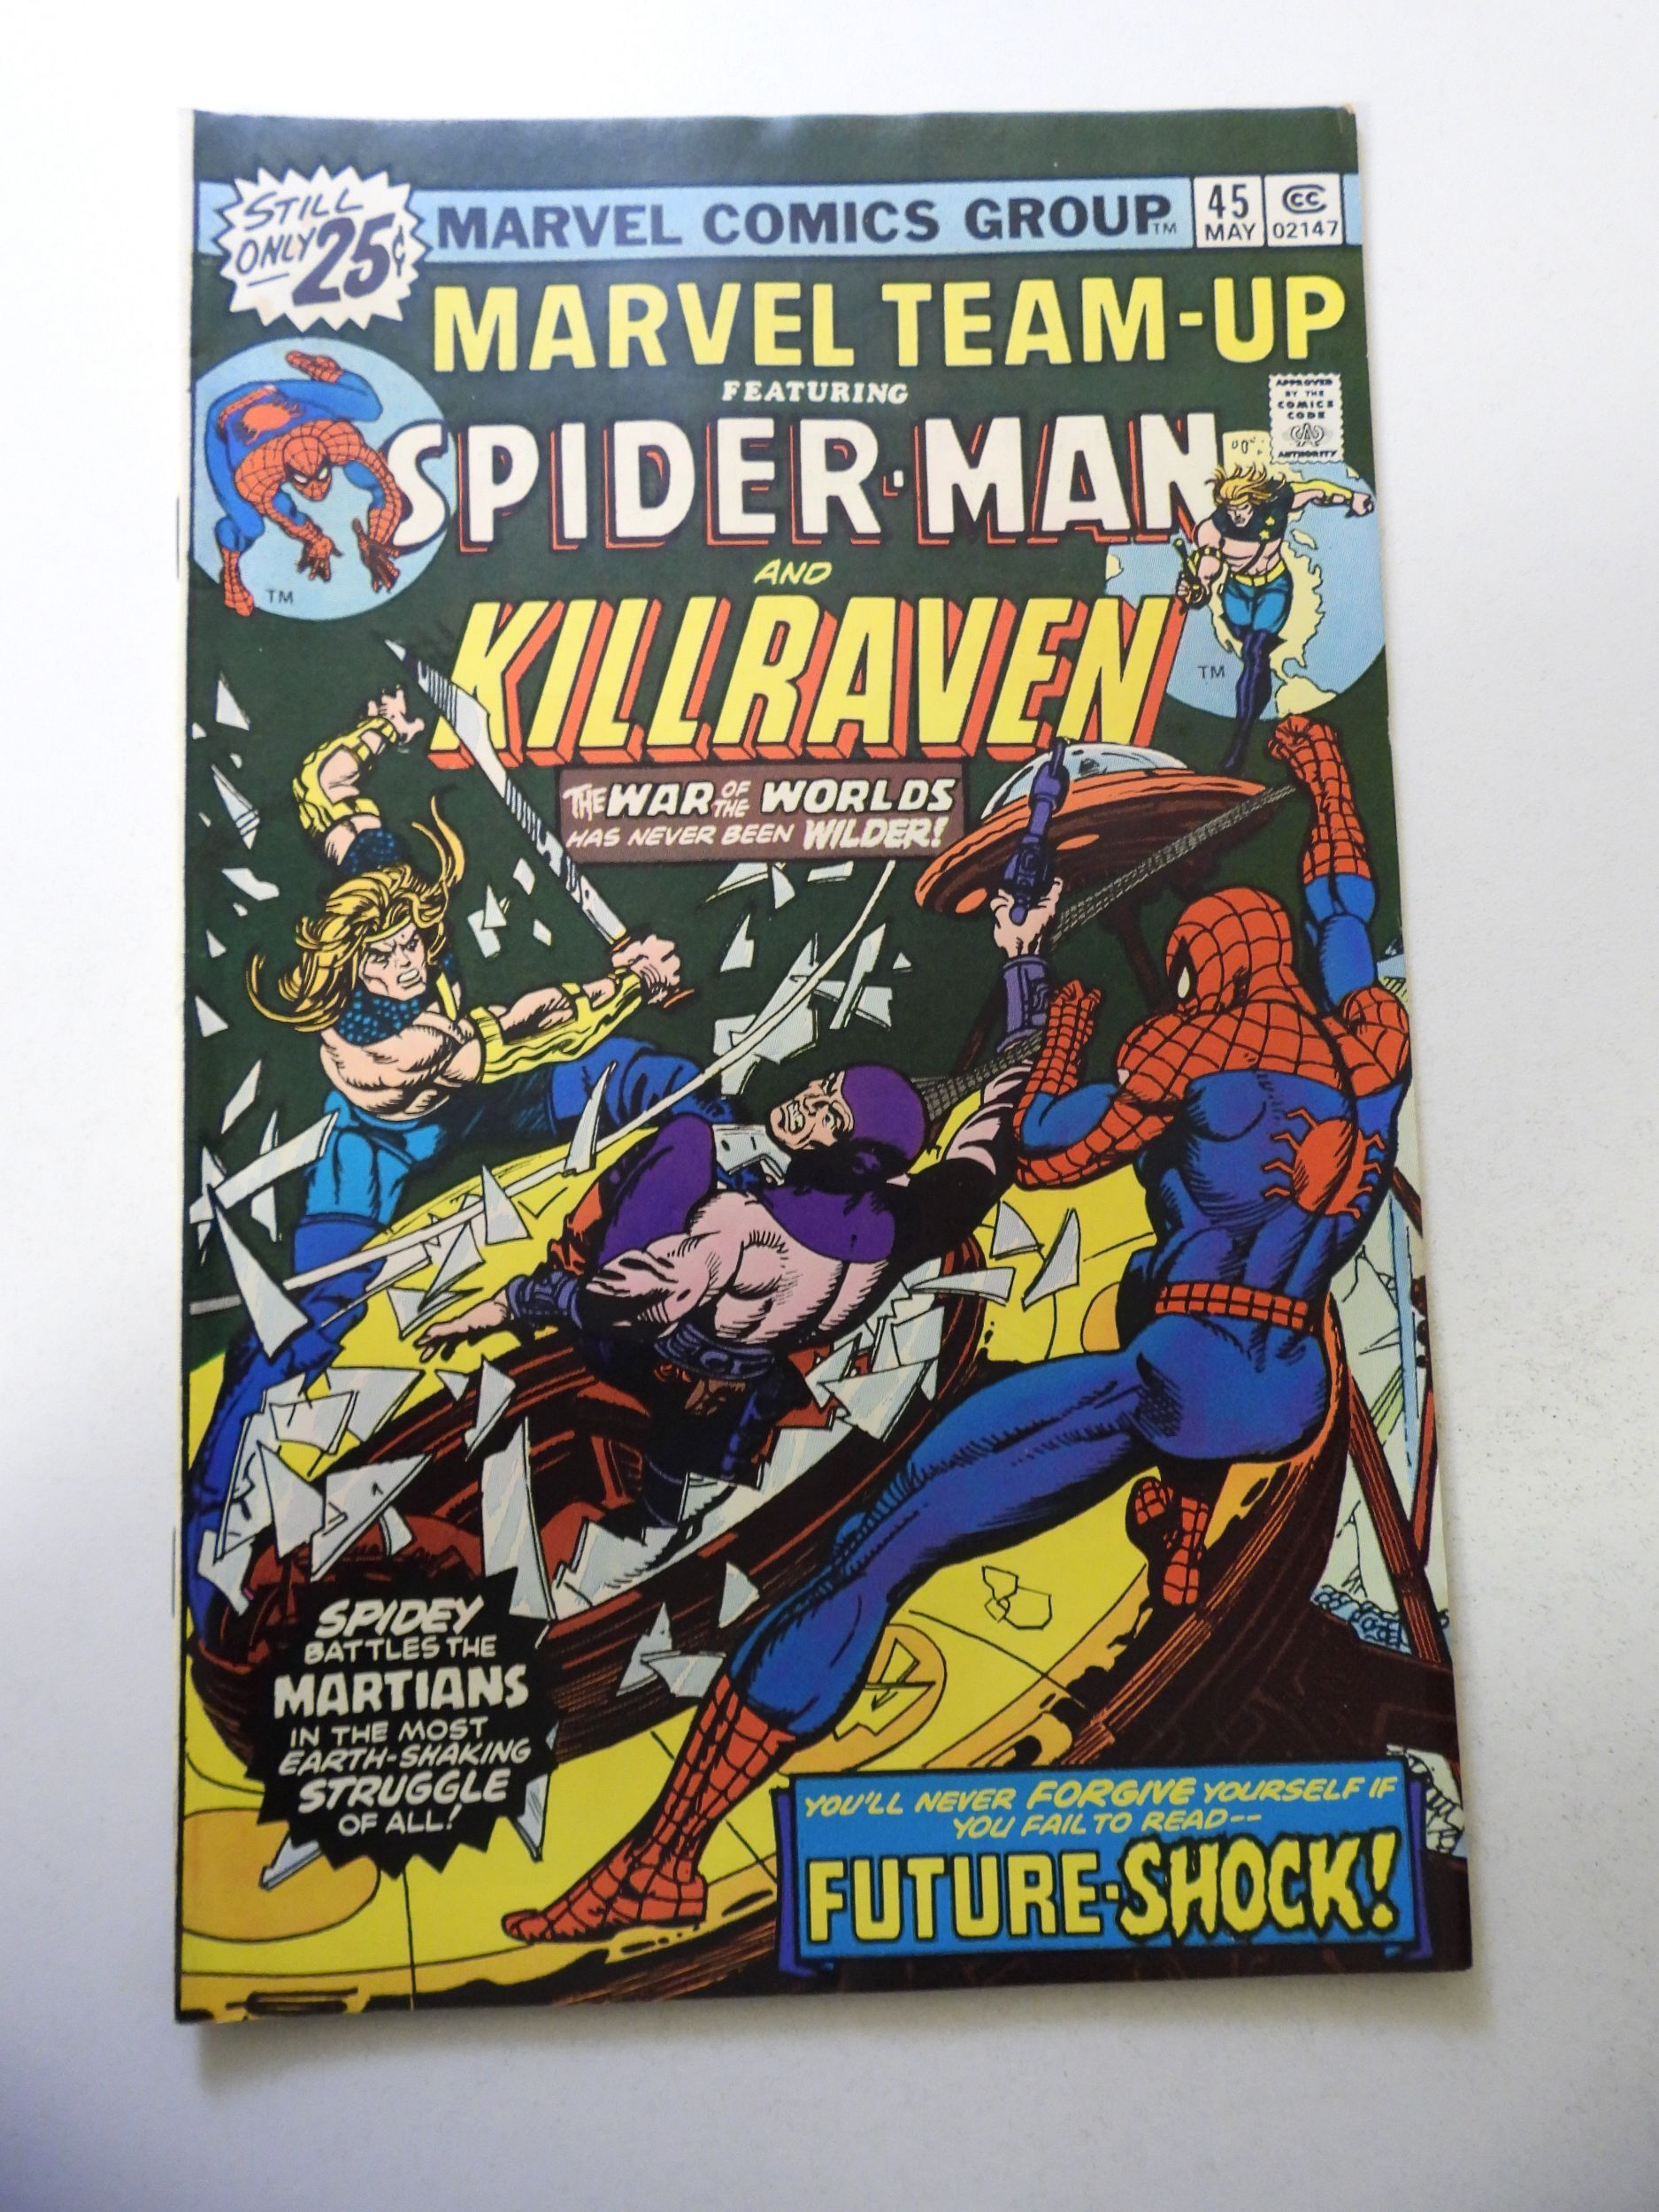 STILL
ONLY 25¢
MARVEL COMICS GROUP™
45
MAY
CC
02147
MARVEL TEAM-UP
FEATURING
APPROVED
BY THE
COMICS
CODE
CA
AUTHORITY
SPIDER-MAN
TM
AND
KILLRAVEN
TM
THE WAR OF THE WORLDS
HAS NEVER BEEN WILDER!
SPIDEY
BATTLES THE
MARTIANS
IN THE MOST
EARTH-SHAKING
STRUGGLE
OF ALL!
YOU'LL NEVER FORGIVE YOURSELF IF
YOU FAIL TO READ--
FUTURE-SHOCK!